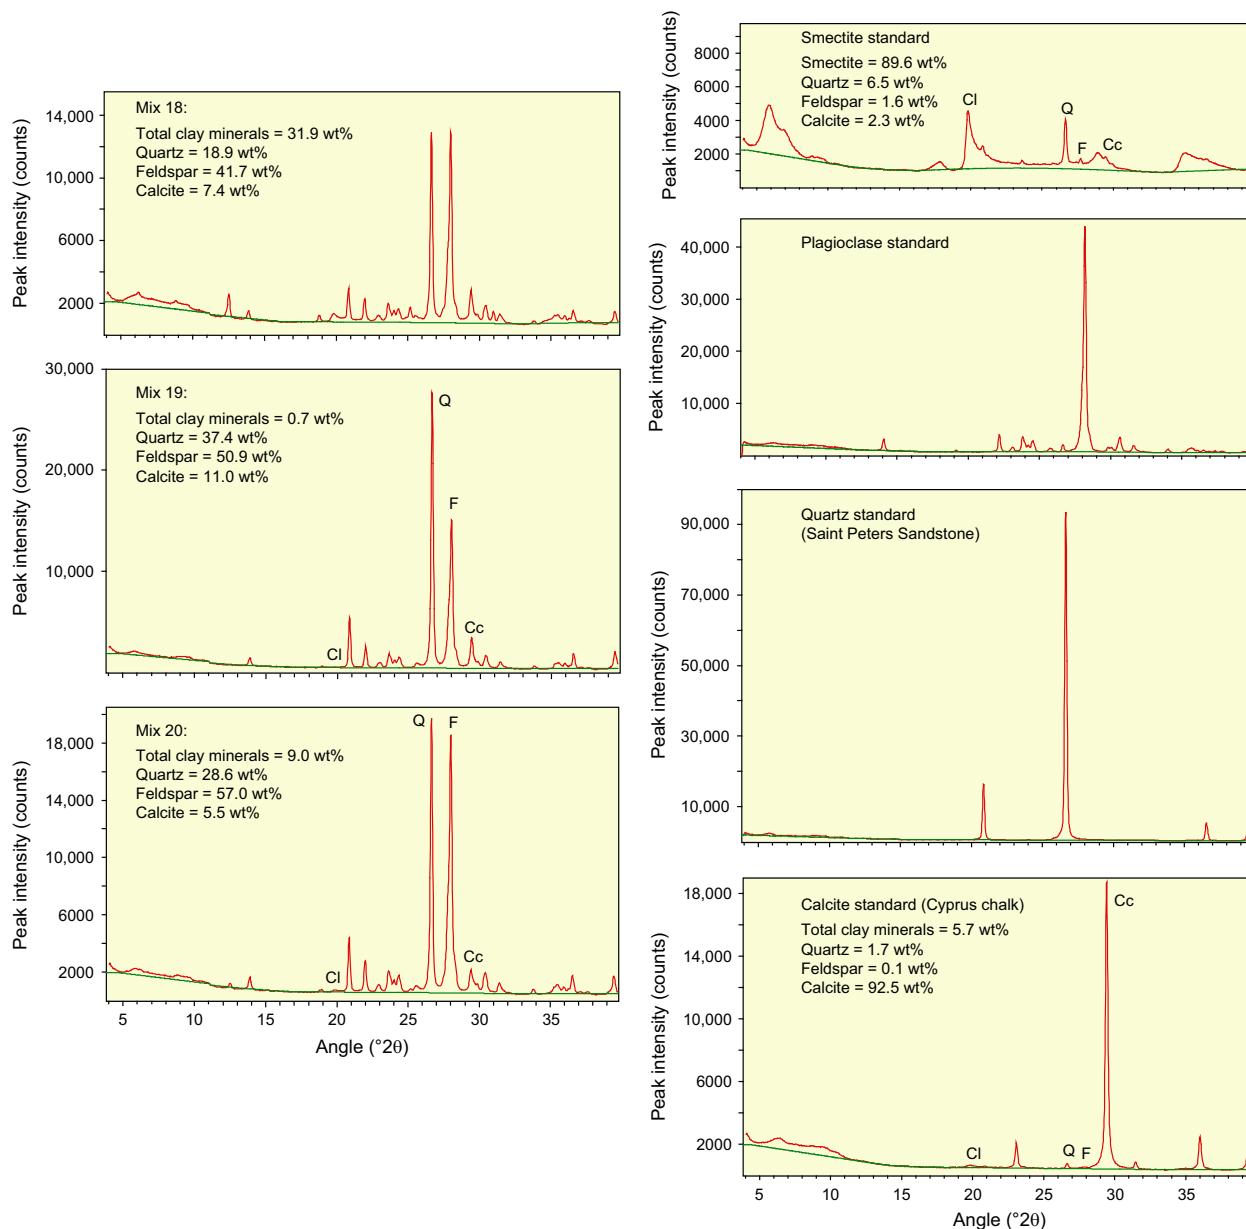 Peak intensity (counts)
14,000
10,000
6000
2000
Mix 18:
Total clay minerals = 31.9 wt%
Quartz = 18.9 wt%
Feldspar = 41.7 wt%
Calcite = 7.4 wt%
Peak intensity (counts)
30,000
20,000
10,000
Mix 19:
Total clay minerals = 0.7 wt%
Quartz = 37.4 wt%
Feldspar = 50.9 wt%
Calcite = 11.0 wt%
Q
F
Cc
Cl
Peak intensity (counts)
18,000
14,000
10,000
6000
2000
Mix 20:
Total clay minerals = 9.0 wt%
Quartz = 28.6 wt%
Feldspar = 57.0 wt%
Calcite = 5.5 wt%
Q
F
Cc
Cl
5 10 15 20 25 30 35
Angle (°2θ)
Peak intensity (counts)
8000
6000
4000
2000
Smectite standard
Smectite = 89.6 wt%
Quartz = 6.5 wt%
Feldspar = 1.6 wt%
Calcite = 2.3 wt%
Cl
Q
F
Cc
Peak intensity (counts)
40,000
30,000
20,000
10,000
Plagioclase standard
Peak intensity (counts)
90,000
70,000
50,000
30,000
10,000
Quartz standard
(Saint Peters Sandstone)
Peak intensity (counts)
18,000
14,000
10,000
6000
2000
Calcite standard (Cyprus chalk)
Total clay minerals = 5.7 wt%
Quartz = 1.7 wt%
Feldspar = 0.1 wt%
Calcite = 92.5 wt%
Cc
Cl
Q
F
5 10 15 20 25 30 35
Angle (°2θ)